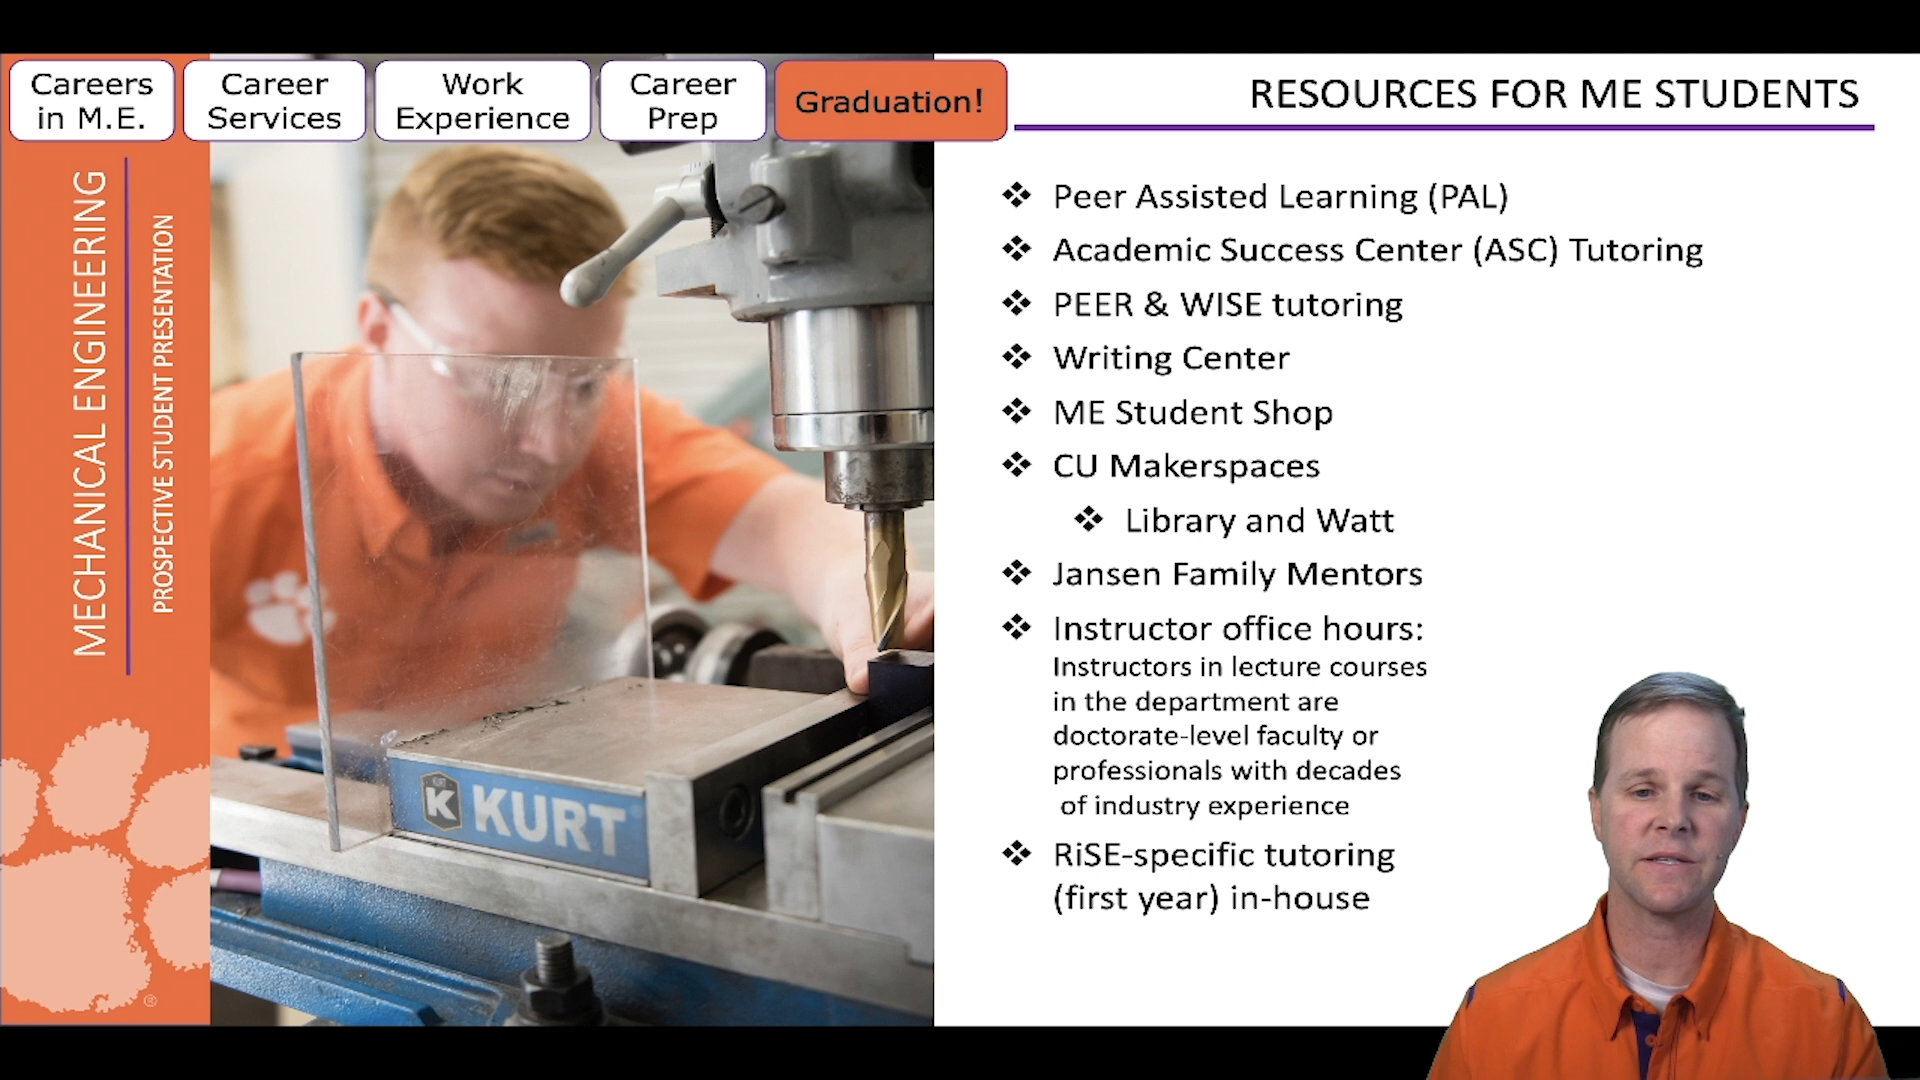 Careers
in M.E.
Career
Services
Work
Experience
Career
Prep
Graduation!
RESOURCES FOR ME STUDENTS
MECHANICAL ENGINEERING
PROSPECTIVE STUDENT PRESENTATION
❖ Peer Assisted Learning (PAL)
❖ Academic Success Center (ASC) Tutoring
❖ PEER & WISE tutoring
❖ Writing Center
❖ ME Student Shop
❖ CU Makerspaces
❖ Library and Watt
❖ Jansen Family Mentors
❖ Instructor office hours:
Instructors in lecture courses
in the department are
doctorate-level faculty or
professionals with decades
of industry experience
❖ RiSE-specific tutoring
(first year) in-house
KURT
K
KURT
®